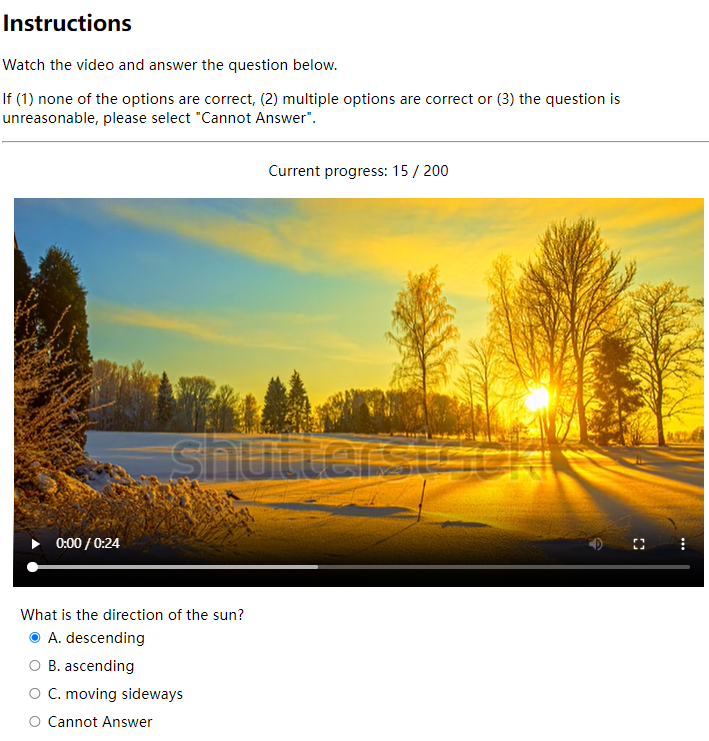 Instructions
Watch the video and answer the question below.
If (1) none of the options are correct, (2) multiple options are correct or (3) the question is
unreasonable, please select "Cannot Answer".
Current progress: 15 / 200
shutterstock
0:00 / 0:24
What is the direction of the sun?
A. descending
B. ascending
C. moving sideways
Cannot Answer